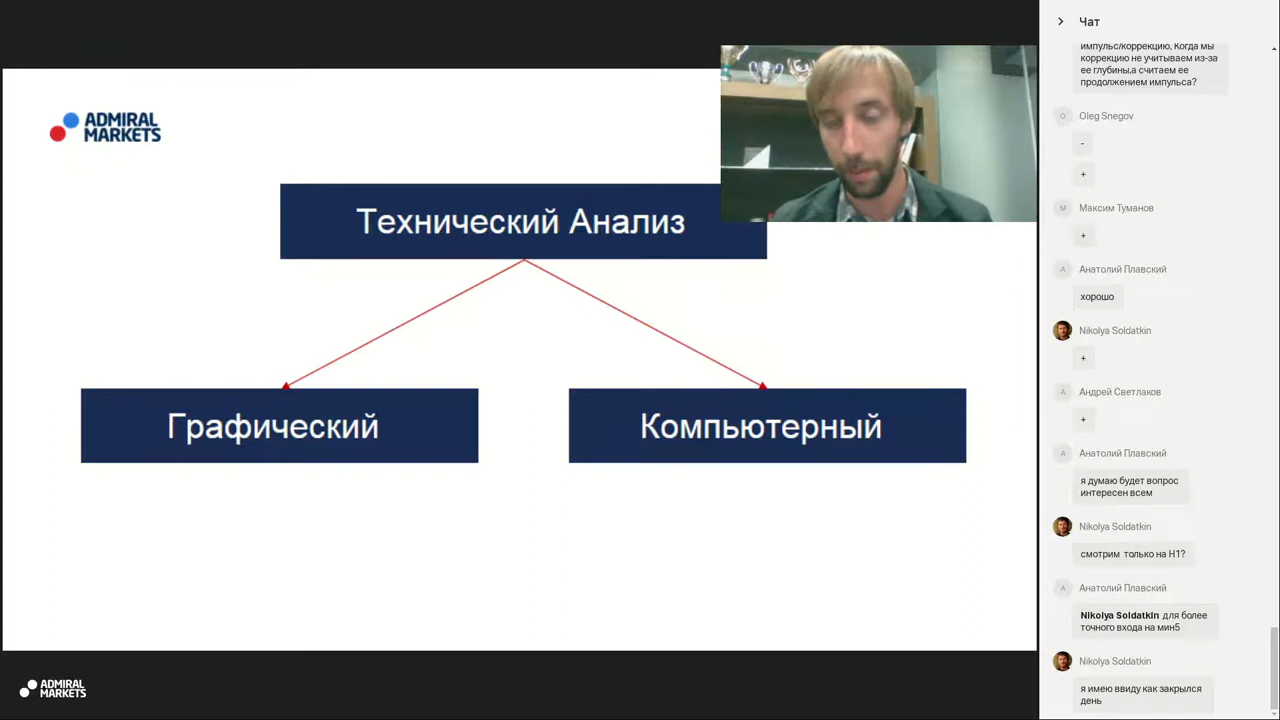 ADMIRAL
MARKETS
Технический Анализ
Графический
Компьютерный
ADMIRAL
MARKETS
Чат
импульс/коррекцию, Когда мы
коррекцию не учитываем из-за
ее глубины,а считаем ее
продолжением импульса?
O
Oleg Snegov
-
+
М
Максим Туманов
+
А
Анатолий Плавский
хорошо
Nikolya Soldatkin
+
А
Андрей Светлаков
+
А
Анатолий Плавский
я думаю будет вопрос
интересен всем
Nikolya Soldatkin
смотрим только на H1?
А
Анатолий Плавский
Nikolya Soldatkin для более
точного входа на мин5
Nikolya Soldatkin
я имею ввиду как закрылся
день